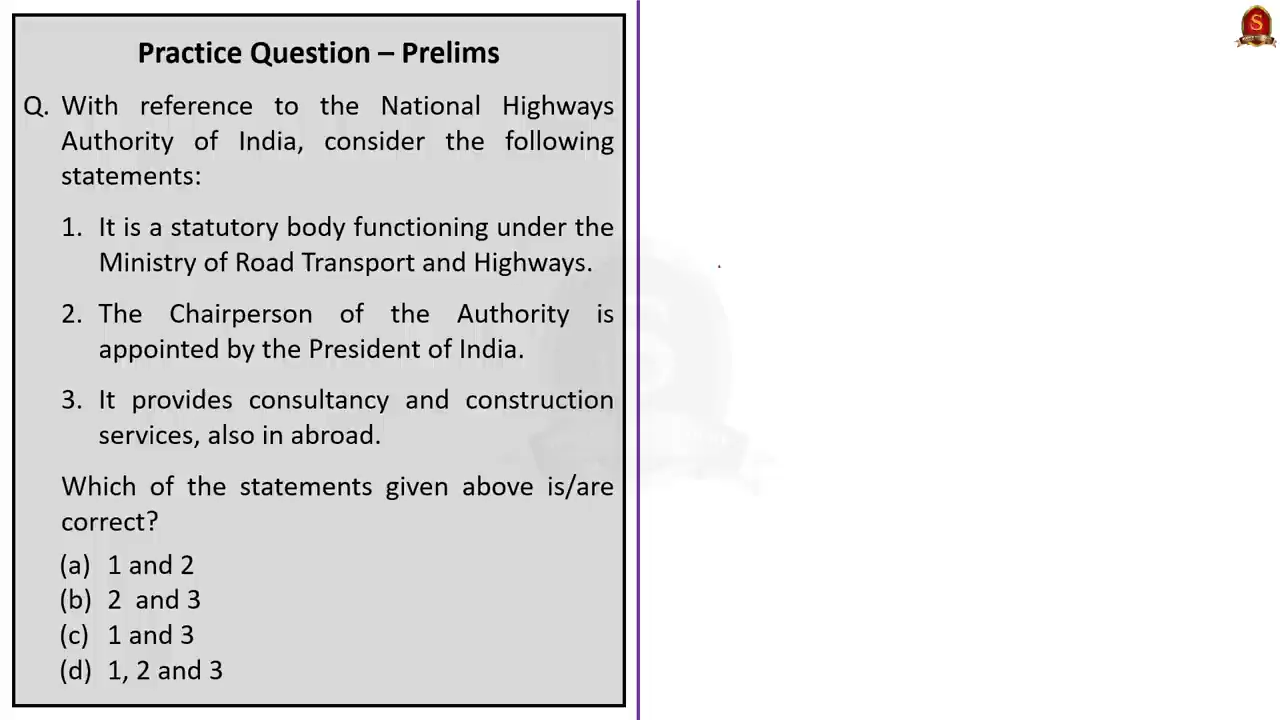 Practice Question – Prelims
Q. With reference to the National Highways
Authority of India, consider the following
statements:
1. It is a statutory body functioning under the
Ministry of Road Transport and Highways.
2. The Chairperson of the Authority is
appointed by the President of India.
3. It provides consultancy and construction
services, also in abroad.
Which of the statements given above is/are
correct?
(a) 1 and 2
(b) 2 and 3
(c) 1 and 3
(d) 1, 2 and 3
S